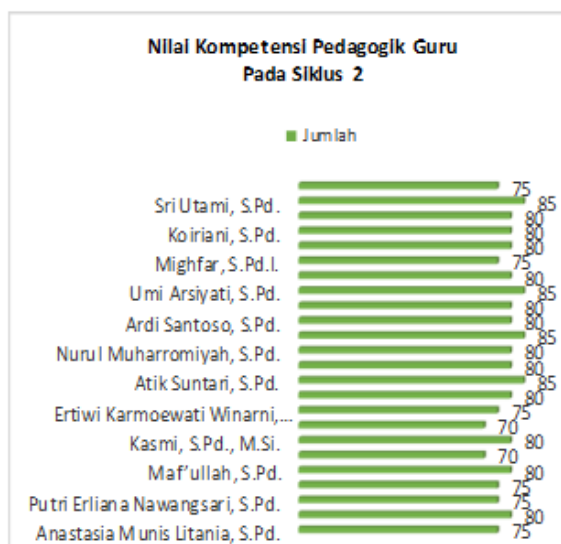 Nilai Kompetensi Pedagogik Guru
Pada Siklus 2
Jumlah
75
Sri Utami, S.Pd. 85
80
Koiriani, S.Pd. 80
80
Mighfar, S.Pd.I. 75
80
Umi Arsiyati, S.Pd. 85
80
Ardi Santoso, S.Pd. 80
85
Nurul Muharromiyah, S.Pd. 80
80
Atik Suntari, S.Pd. 85
80
Ertiwi Karmoewati Winarni,... 75
70
Kasmi, S.Pd., M.Si. 80
70
Maf’ullah, S.Pd. 80
75
Putri Erliana Nawangsari, S.Pd. 75
80
Anastasia Munis Litania, S.Pd. 75